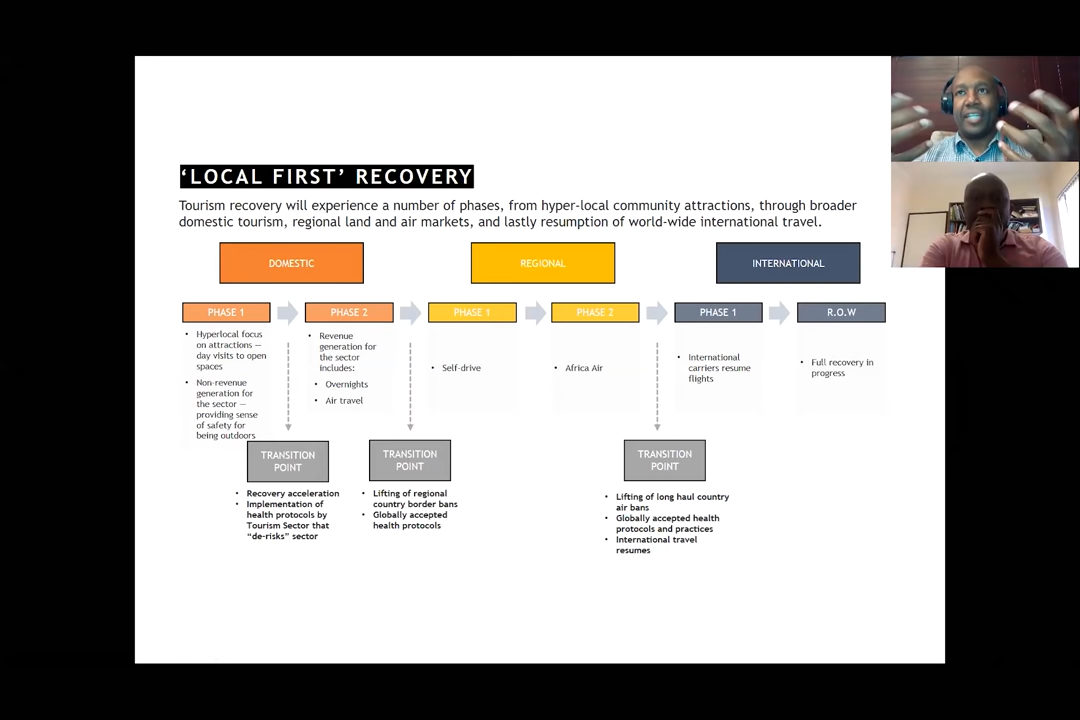 ‘LOCAL FIRST’ RECOVERY
Tourism recovery will experience a number of phases, from hyper-local community attractions, through broader
domestic tourism, regional land and air markets, and lastly resumption of world-wide international travel.
DOMESTIC
REGIONAL
INTERNATIONAL
PHASE 1
PHASE 2
PHASE 1
PHASE 2
PHASE 1
R.O.W
• Hyperlocal focus
on attractions —
day visits to open
spaces
• Non-revenue
generation for
the sector —
providing sense
of safety for
being outdoors
• Revenue
generation for
the sector
includes:
• Overnights
• Air travel
• Self-drive
• Africa Air
• International
carriers resume
flights
• Full recovery in
progress
TRANSITION
POINT
• Recovery acceleration
• Implementation of
health protocols by
Tourism Sector that
“de-risks” sector
TRANSITION
POINT
• Lifting of regional
country border bans
• Globally accepted
health protocols
TRANSITION
POINT
• Lifting of long haul country
air bans
• Globally accepted health
protocols and practices
• International travel
resumes